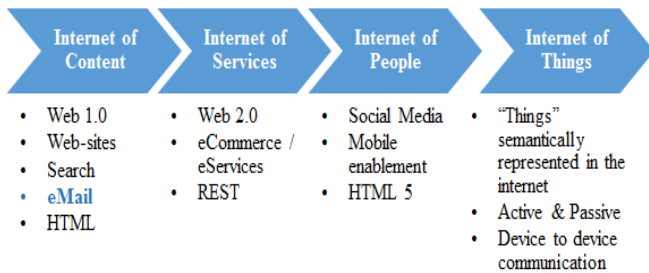 Internet of
Content
Internet of
Services
Internet of
People
Internet of
Things
• Web 1.0
• Web-sites
• Search
• eMail
• HTML
• Web 2.0
• eCommerce /
eServices
• REST
• Social Media
• Mobile
enablement
• HTML 5
• “Things”
semantically
represented in the
internet
• Active & Passive
• Device to device
communication